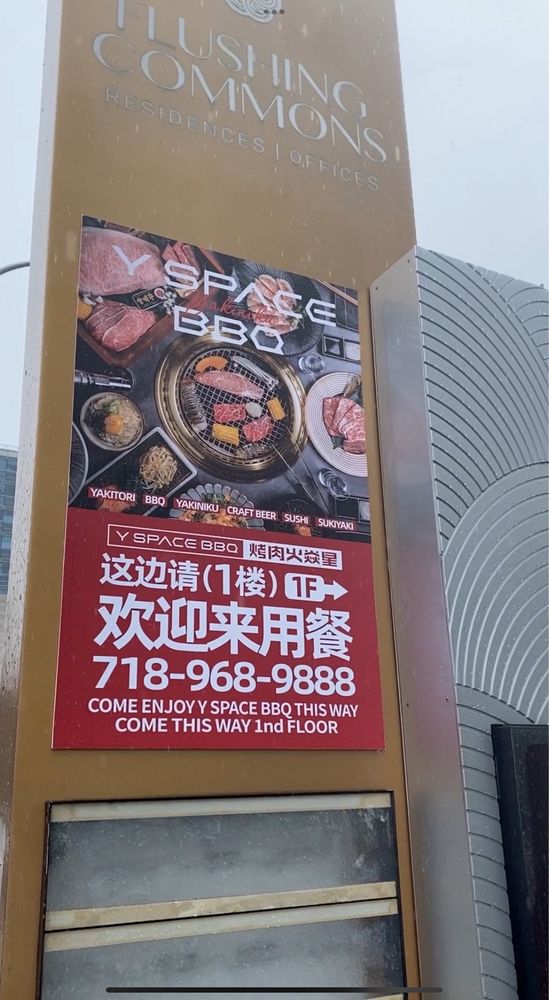 FLUSHING
COMMONS
RESIDENCES | OFFICES
Y SPACE
BBQ
YAKITORI BBQ YAKINIKU CRAFT BEER SUSHI SUKIYAKI
Y SPACE BBQ 烤肉火焱星
这边请(1楼) 1F
欢迎来用餐
718-968-9888
COME ENJOY Y SPACE BBQ THIS WAY
COME THIS WAY 1nd FLOOR